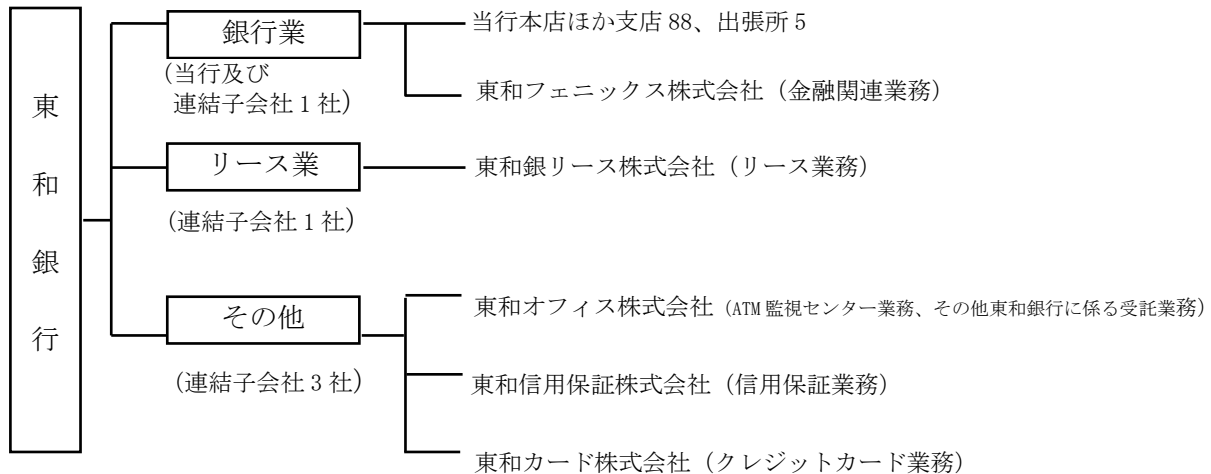 東和銀行
銀行業
(当行及び
連結子会社1社)
当行本店ほか支店88、出張所5
東和フェニックス株式会社（金融関連業務）
リース業
(連結子会社1社)
東和銀リース株式会社（リース業務）
その他
(連結子会社3社)
東和オフィス株式会社（ATM監視センター業務、その他東和銀行に係る受託業務）
東和信用保証株式会社（信用保証業務）
東和カード株式会社（クレジットカード業務）